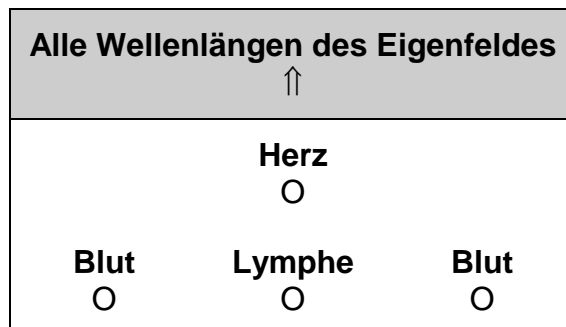 Alle Wellenlängen des Eigenfeldes
⇑
Herz
O
Blut Lymphe Blut
O O O